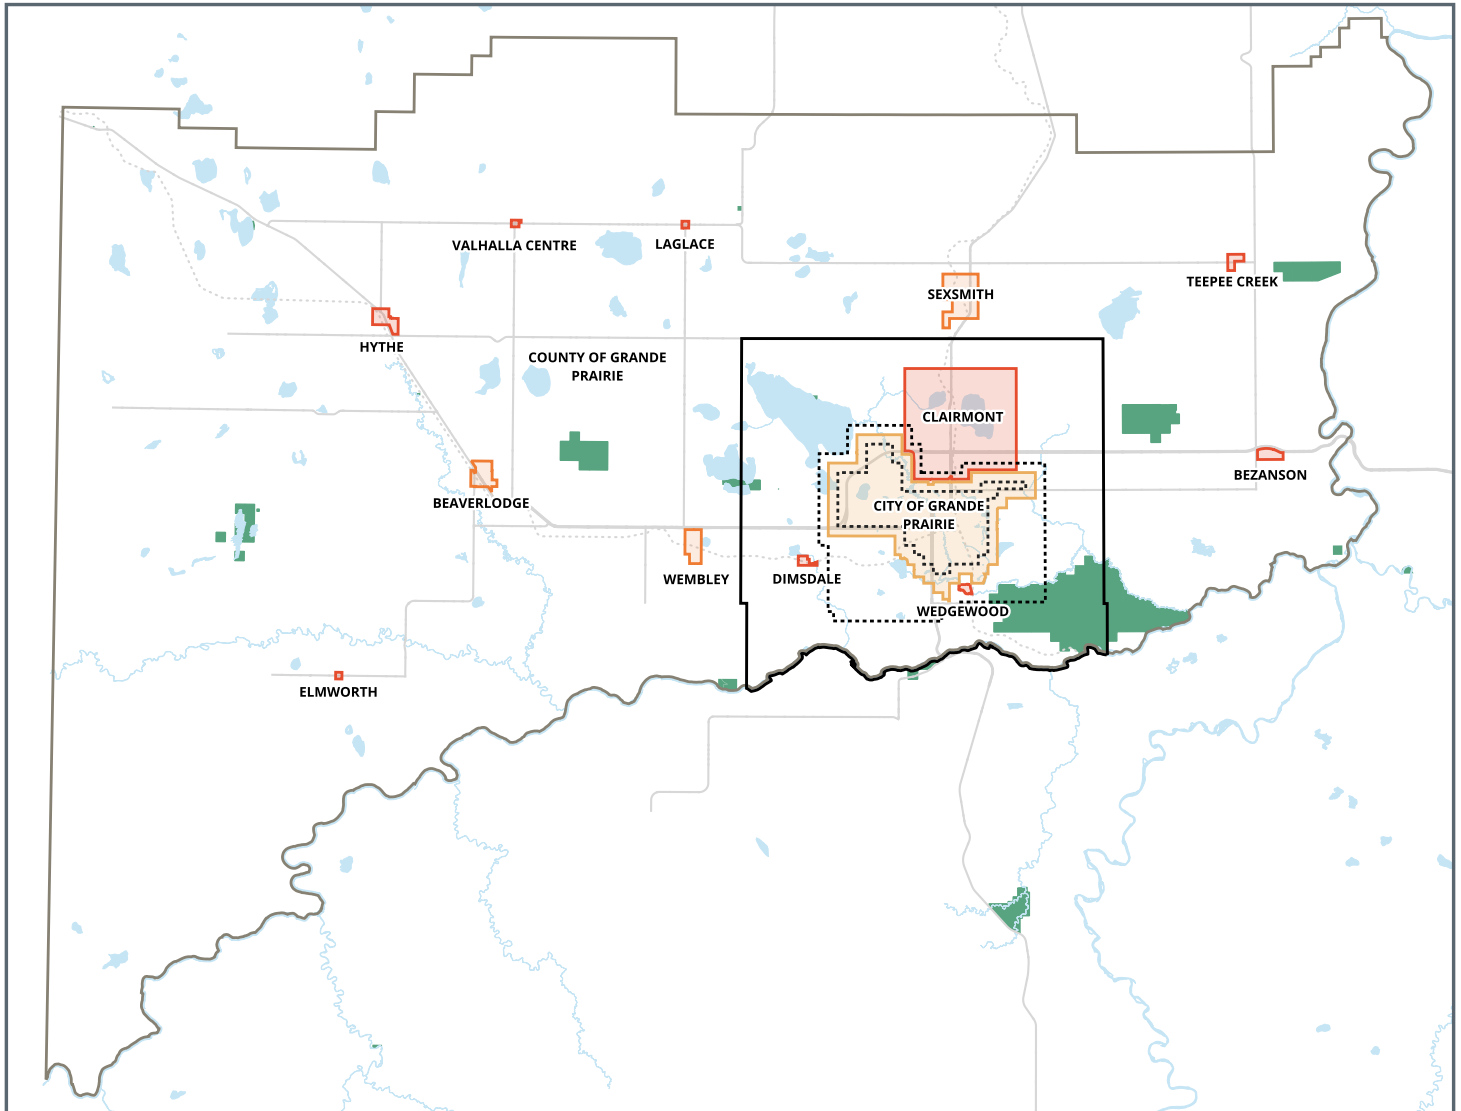 VALHALLA CENTRE
LAGLACE
TEEPEE CREEK
SEXSMITH
HYTHE
COUNTY OF GRANDE
PRAIRIE
CLAIRMONT
BEZANSON
BEAVERLODGE
CITY OF GRANDE
PRAIRIE
WEMBLEY
DIMSDALE
WEDGEWOOD
ELMWORTH